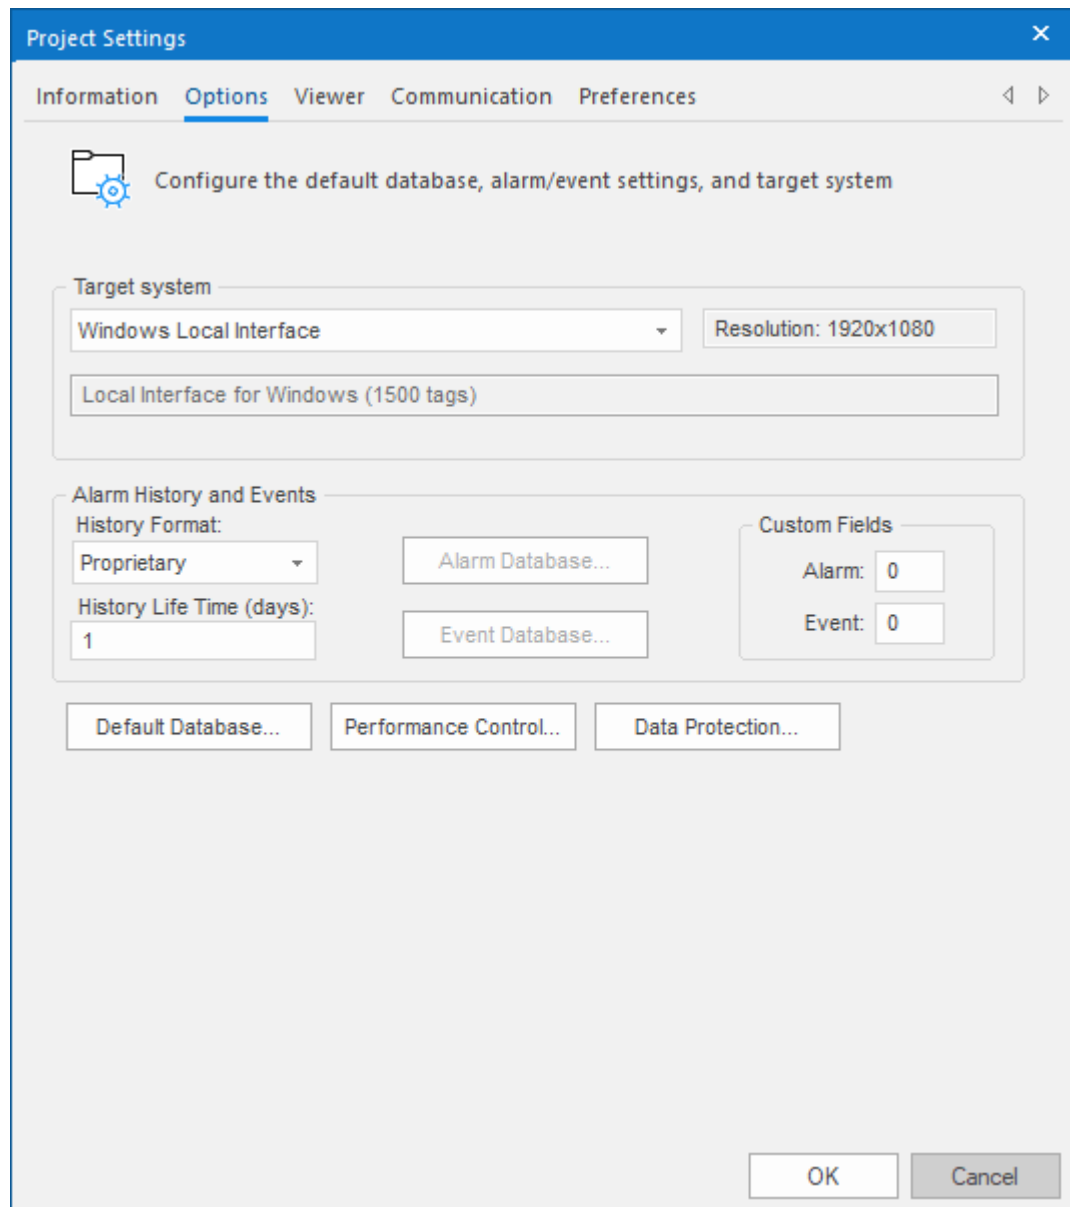 Project Settings
Information Options Viewer Communication Preferences
Configure the default database, alarm/event settings, and target system
Target system
Windows Local Interface Resolution: 1920x1080
Local Interface for Windows (1500 tags)
Alarm History and Events
History Format: Custom Fields
Proprietary Alarm Database... Alarm: 0
History Life Time (days):
1 Event Database... Event: 0
Default Database... Performance Control... Data Protection...
OK Cancel